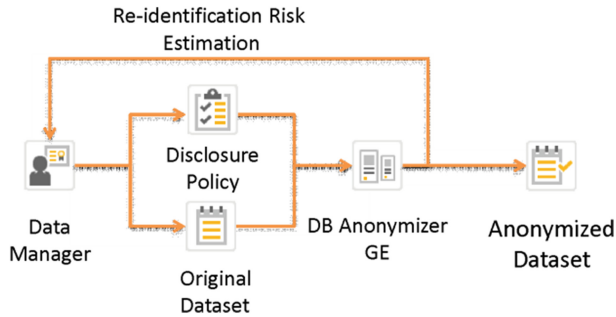 Re-identification Risk
Estimation
Disclosure
Policy
Data
Manager
DB Anonymizer
GE
Anonymized
Dataset
Original
Dataset